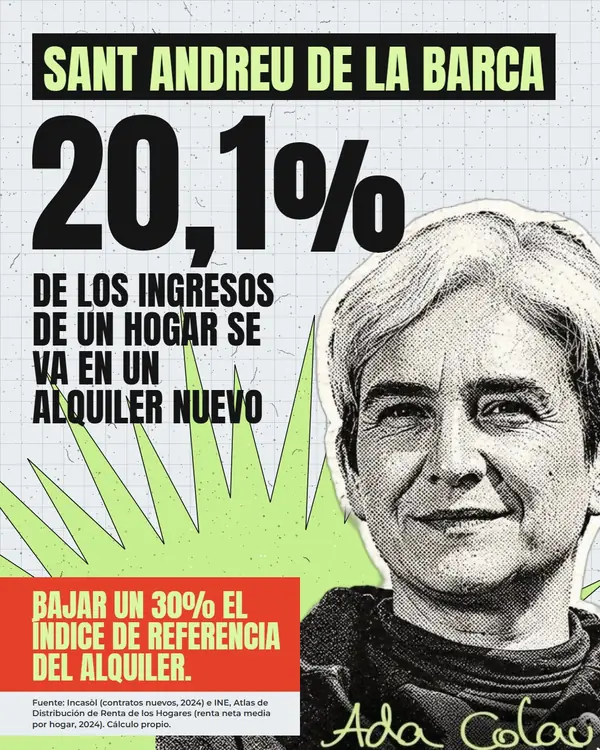 SANT ANDREU DE LA BARCA
20,1%
DE LOS INGRESOS
DE UN HOGAR SE
VA EN UN
ALQUILER NUEVO
BAJAR UN 30% EL
ÍNDICE DE REFERENCIA
DEL ALQUILER.
Fuente: Incasòl (contratos nuevos, 2024) e INE, Atlas de
Distribución de Renta de los Hogares (renta neta media
por hogar, 2024). Cálculo propio.
Ada Colau